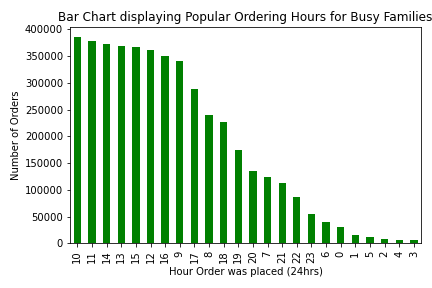 Bar Chart displaying Popular Ordering Hours for Busy Families
400000
350000
300000
250000
200000
150000
100000
50000
0
Number of Orders
10 11 14 13 15 12 16 9 17 8 18 19 20 7 21 22 23 6 0 1 5 2 4 3
Hour Order was placed (24hrs)